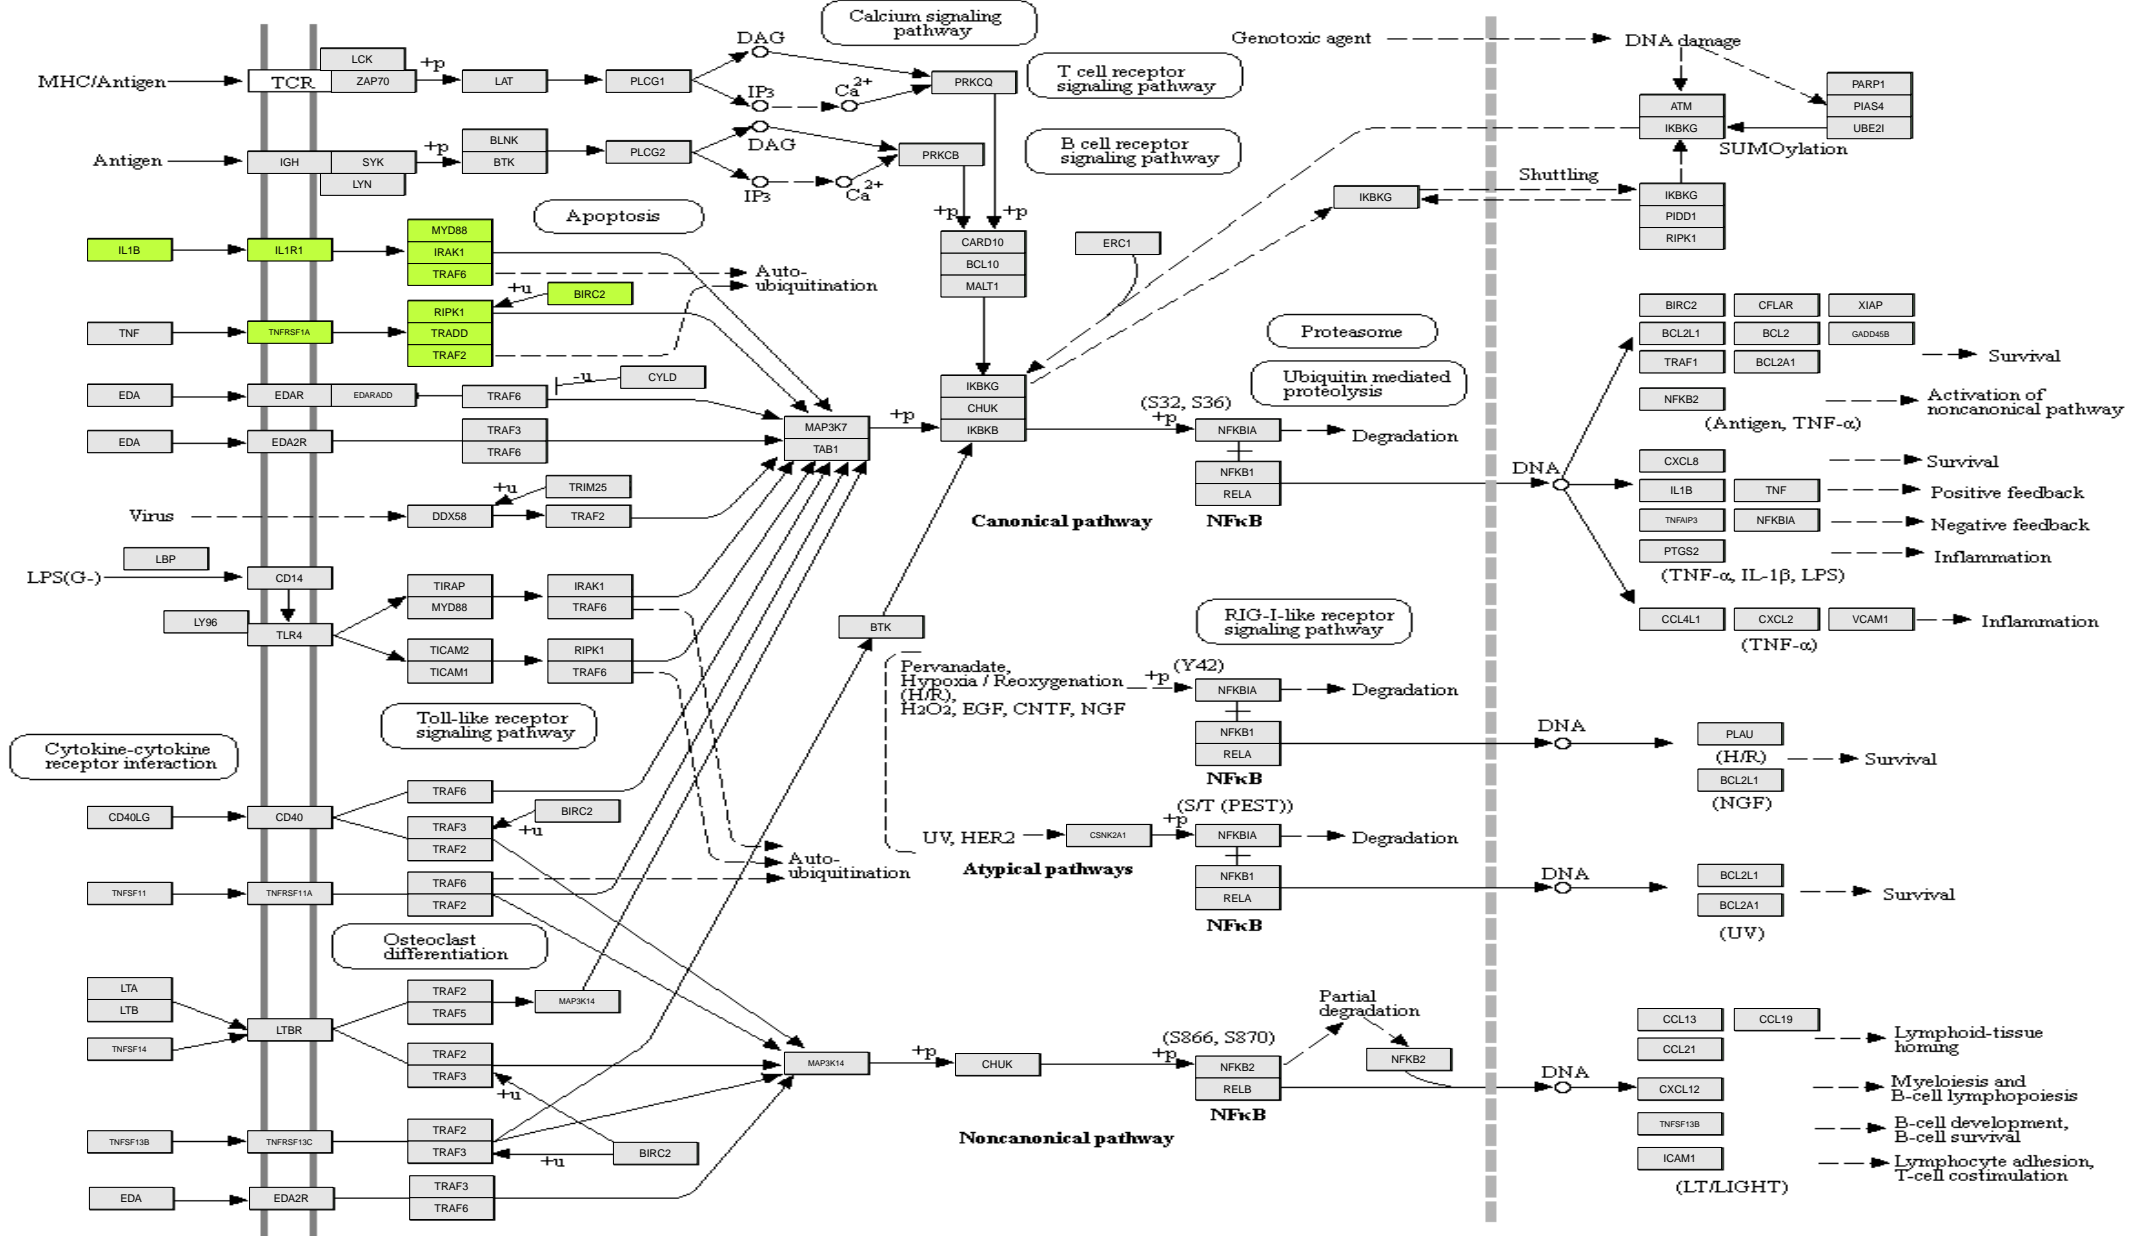 Calcium signaling
pathway
T cell receptor
signaling pathway
B cell receptor
signaling pathway
MHC/Antigen
TCR
LCK
ZAP70
+p
LAT
PLCG1
DAG
IP3
Ca2+
PRKCQ
Antigen
IGH
SYK
LYN
+p
BLNK
BTK
PLCG2
DAG
IP3
Ca2+
PRKCB
+p
+p
CARD10
BCL10
MALT1
ERC1
Genotoxic agent
DNA damage
ATM
IKBKG
PARP1
PIAS4
UBE2I
SUMOylation
Shuttling
IKBKG
IKBKG
PIDD1
RIPK1
Apoptosis
IL1B
IL1R1
MYD88
IRAK1
TRAF6
Auto-
ubiquitination
+u
BIRC2
TNF
TNFRSF1A
RIPK1
TRADD
TRAF2
EDA
EDAR
EDARADD
TRAF6
-u
CYLD
EDA
EDA2R
TRAF3
TRAF6
MAP3K7
TAB1
+p
IKBKG
CHUK
IKBKB
Proteasome
Ubiquitin mediated
proteolysis
(S32, S36)
+p
NFKBIA
Degradation
NFKB1
RELA
NFκB
Canonical pathway
DNA
BIRC2
CFLAR
XIAP
BCL2L1
BCL2
GADD45B
TRAF1
BCL2A1
Survival
NFKB2
Activation of
noncanonical pathway
(Antigen, TNF-α)
CXCL8
Survival
IL1B
TNF
Positive feedback
TNFAIP3
NFKBIA
Negative feedback
PTGS2
Inflammation
(TNF-α, IL-1β, LPS)
CCL4L1
CXCL2
VCAM1
Inflammation
(TNF-α)
Virus
DDX58
+u
TRIM25
TRAF2
LBP
LPS(G-)
CD14
LY96
TLR4
TIRAP
MYD88
IRAK1
TRAF6
TICAM2
TICAM1
RIPK1
TRAF6
Toll-like receptor
signaling pathway
Cytokine-cytokine
receptor interaction
BTK
RIG-I-like receptor
signaling pathway
Pervanadate,
Hypoxia / Reoxygenation
(H/R),
H2O2, EGF, CNTF, NGF
+p
(Y42)
NFKBIA
Degradation
NFKB1
RELA
NFκB
DNA
PLAU
(H/R)
BCL2L1
(NGF)
Survival
UV, HER2
CSNK2A1
+p
(S/T (PEST))
NFKBIA
Degradation
NFKB1
RELA
NFκB
Atypical pathways
DNA
BCL2L1
BCL2A1
(UV)
Survival
CD40LG
CD40
TRAF6
TRAF3
TRAF2
BIRC2
+u
Auto-
ubiquitination
TNFSF11
TNFRSF11A
TRAF6
TRAF2
Osteoclast
differentiation
LTA
LTB
TNFSF14
LTBR
TRAF2
TRAF5
MAP3K14
TRAF2
TRAF3
+u
MAP3K14
+p
CHUK
(S866, S870)
+p
NFKB2
RELB
NFκB
Partial
degradation
NFKB2
DNA
Noncanonical pathway
CCL13
CCL19
CCL21
Lymphoid-tissue
homing
CXCL12
Myeloiesis and
B-cell lymphopoiesis
TNFSF13B
B-cell development,
B-cell survival
ICAM1
Lymphocyte adhesion,
T-cell costimulation
(LT/LIGHT)
TNFSF13B
TNFRSF13C
TRAF2
TRAF3
+u
BIRC2
EDA
EDA2R
TRAF3
TRAF6